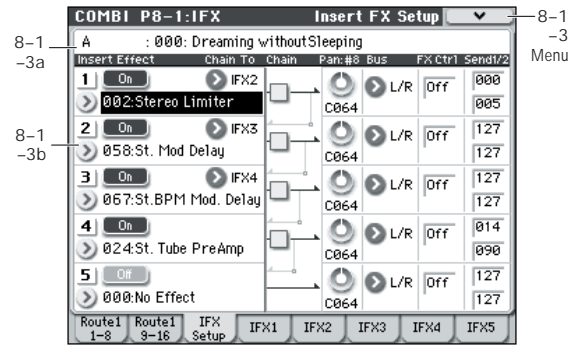 COMBI P8-1:IFX Insert FX Setup
8-1
-3
Menu
8-1
-3a
A :000: Dreaming withoutSleeping
Insert Effect Chain To Chain Pan:#8 Bus FX Ctrl Send1/2
1 On IFX2 L/R Off 000
002:Stereo Limiter C064 005
8-1
-3b
2 On IFX3 L/R Off 127
058:St. Mod Delay C064 127
3 On IFX4 L/R Off 127
067:St.BPM Mod. Delay C064 127
4 On L/R Off 014
024:St. Tube PreAmp C064 090
5 Off L/R Off 127
000:No Effect C064 127
Route1 1-8 Route1 9-16 IFX Setup IFX1 IFX2 IFX3 IFX4 IFX5